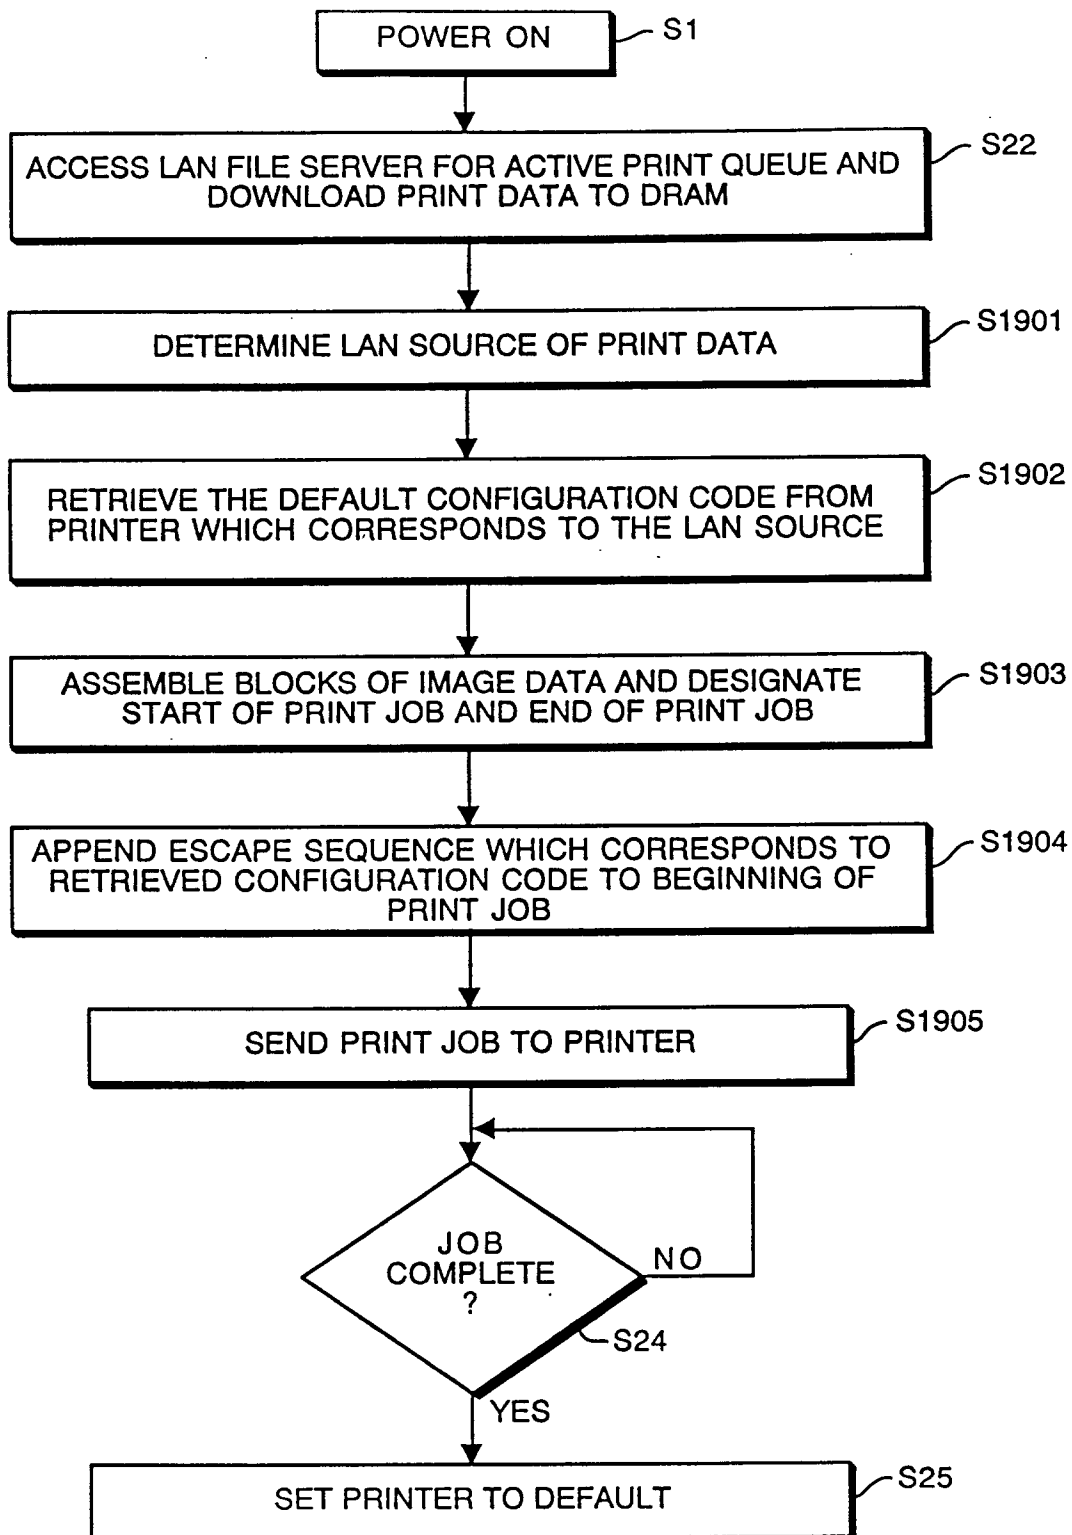 POWER ON
S1
ACCESS LAN FILE SERVER FOR ACTIVE PRINT QUEUE AND
DOWNLOAD PRINT DATA TO DRAM
S22
DETERMINE LAN SOURCE OF PRINT DATA
S1901
RETRIEVE THE DEFAULT CONFIGURATION CODE FROM
PRINTER WHICH CORRESPONDS TO THE LAN SOURCE
S1902
ASSEMBLE BLOCKS OF IMAGE DATA AND DESIGNATE
START OF PRINT JOB AND END OF PRINT JOB
S1903
APPEND ESCAPE SEQUENCE WHICH CORRESPONDS TO
RETRIEVED CONFIGURATION CODE TO BEGINNING OF
PRINT JOB
S1904
SEND PRINT JOB TO PRINTER
S1905
JOB
COMPLETE
?
NO
S24
YES
SET PRINTER TO DEFAULT
S25